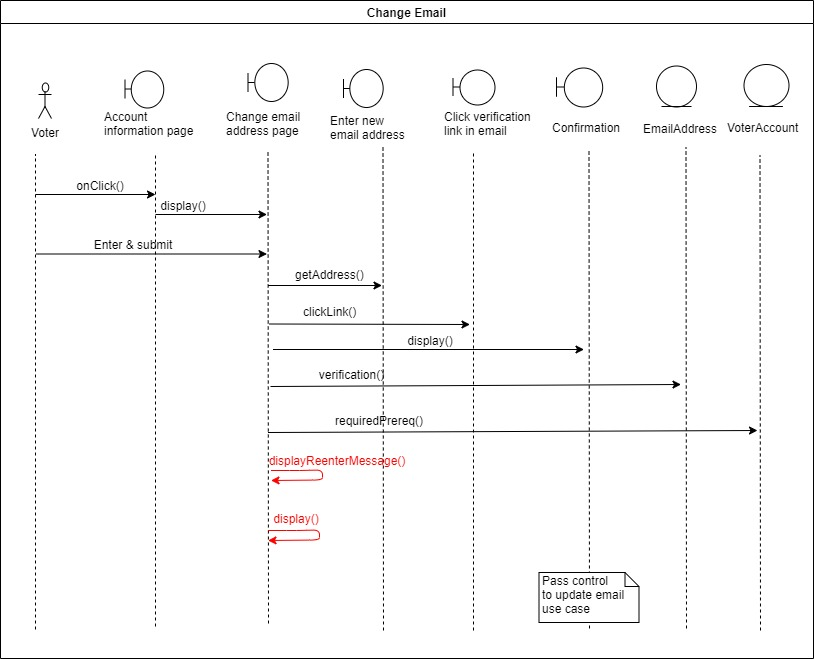 Change Email
Voter
Account
information page
Change email
address page
Enter new
email address
Click verification
link in email
Confirmation
EmailAddress
VoterAccount
onClick()
display()
Enter & submit
getAddress()
clickLink()
display()
verification()
requiredPrereq()
displayReenterMessage()
display()
Pass control
to update email
use case